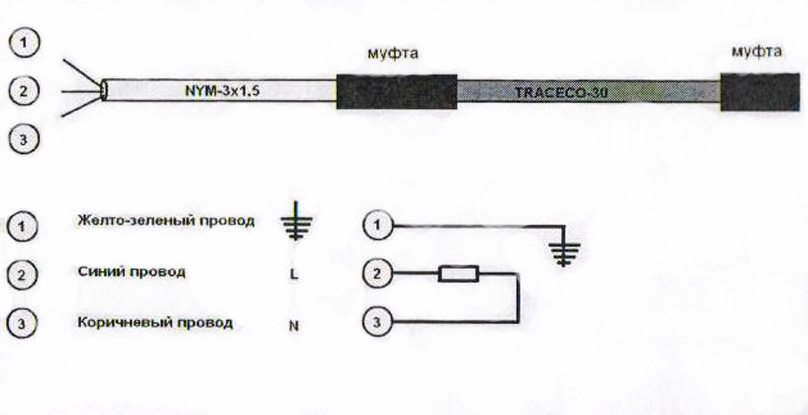 муфта
муфта
1
2
3
NYM-3x1,5
TRACECO-30
1 Желто-зеленый провод 1
2 Синий провод L 2
3 Коричневый провод N 3